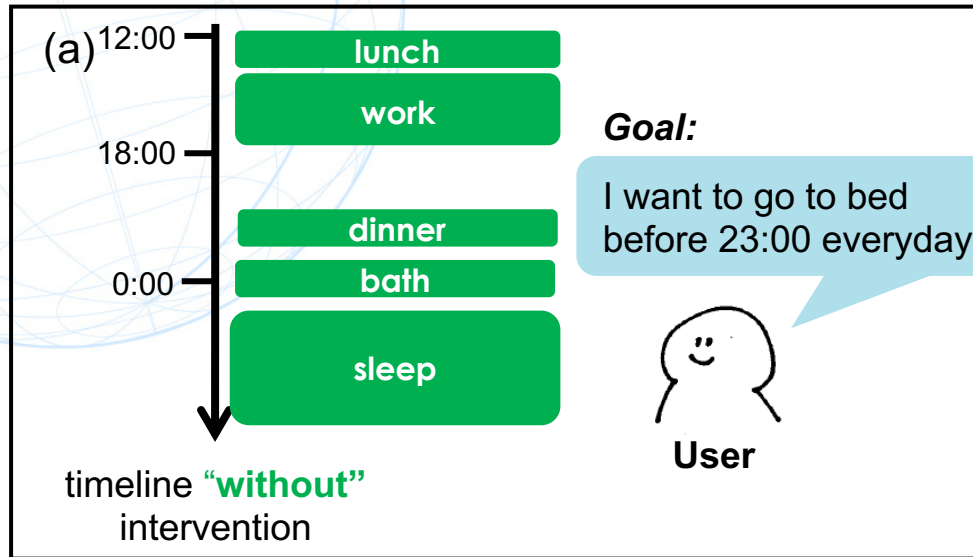 (a)
12:00
lunch
work
18:00
dinner
0:00
bath
sleep
timeline “without”
intervention
Goal:
I want to go to bed
before 23:00 everyday
User